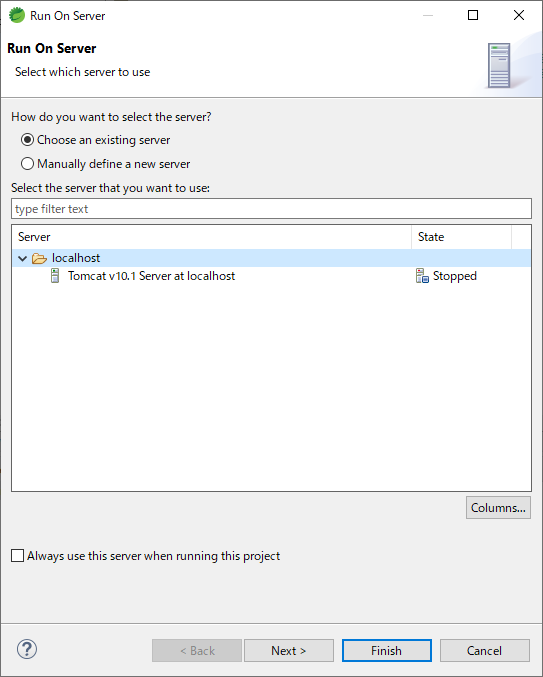 Run On Server
Run On Server
Select which server to use
How do you want to select the server?
Choose an existing server
Manually define a new server
Select the server that you want to use:
type filter text
Server State
localhost
Tomcat v10.1 Server at localhost Stopped
Columns...
Always use this server when running this project
? < Back Next > Finish Cancel